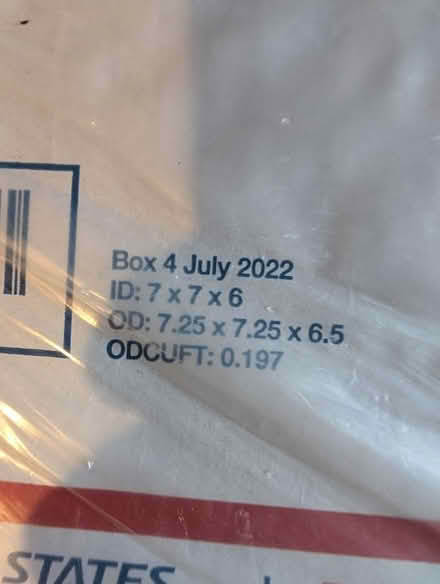 Box 4 July 2022
ID: 7 x 7 x 6
OD: 7.25 x 7.25 x 6.5
ODCUFT: 0.197
STATES